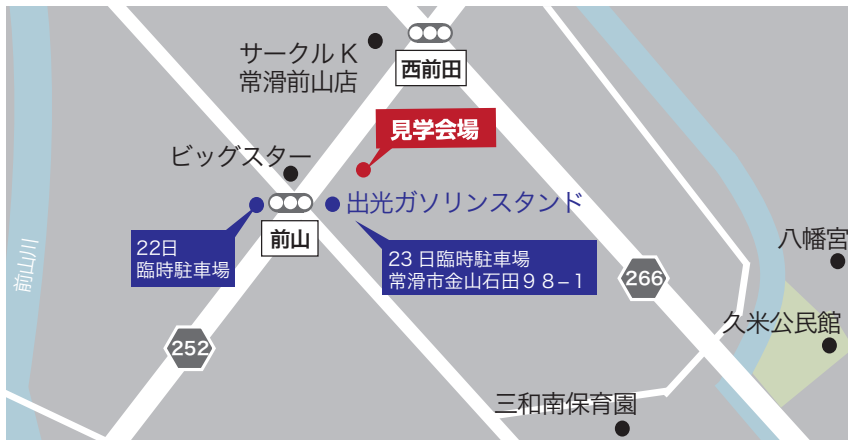 サークルK
常滑前山店
西前田
見学会場
ビッグスター
出光ガソリンスタンド
前山
22日
臨時駐車場
23日臨時駐車場
常滑市金山石田９８−１
前山川
252
266
八幡宮
久米公民館
三和南保育園